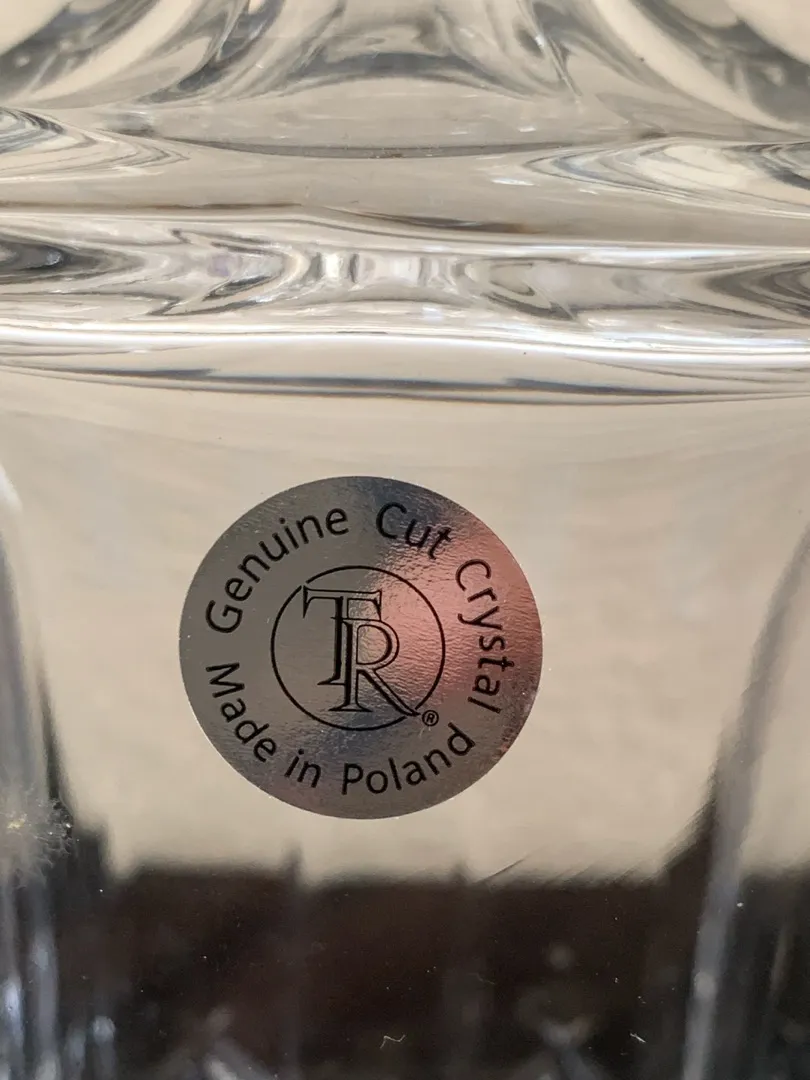 Genuine Cut Crystal
TR®
Made in Poland